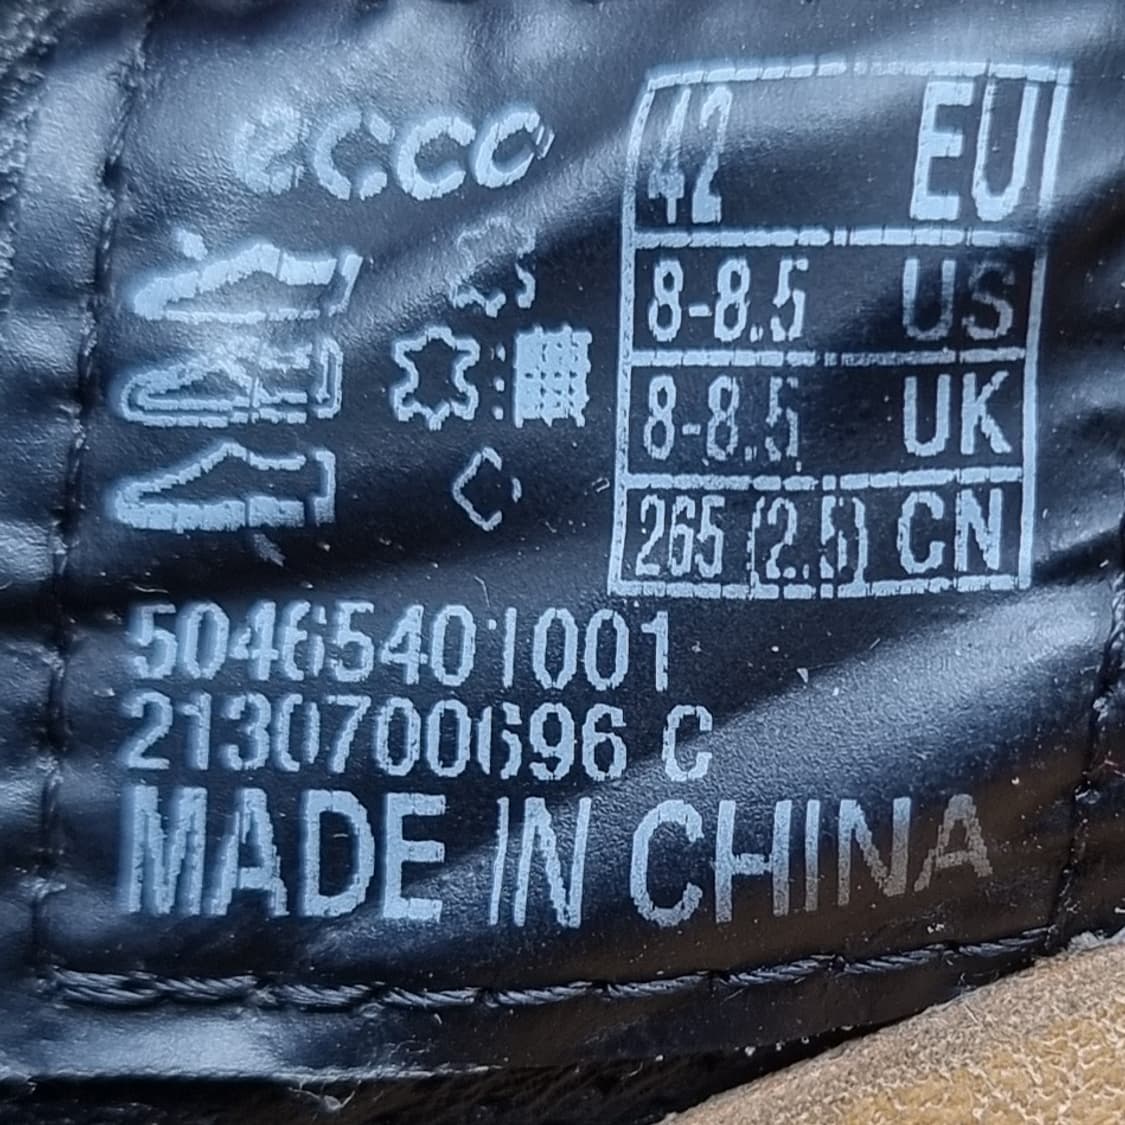 ecco
42 EU
8-8.5 US
8-8.5 UK
265 (2.5) CN
50465401001
2130700696 C
MADE IN CHINA